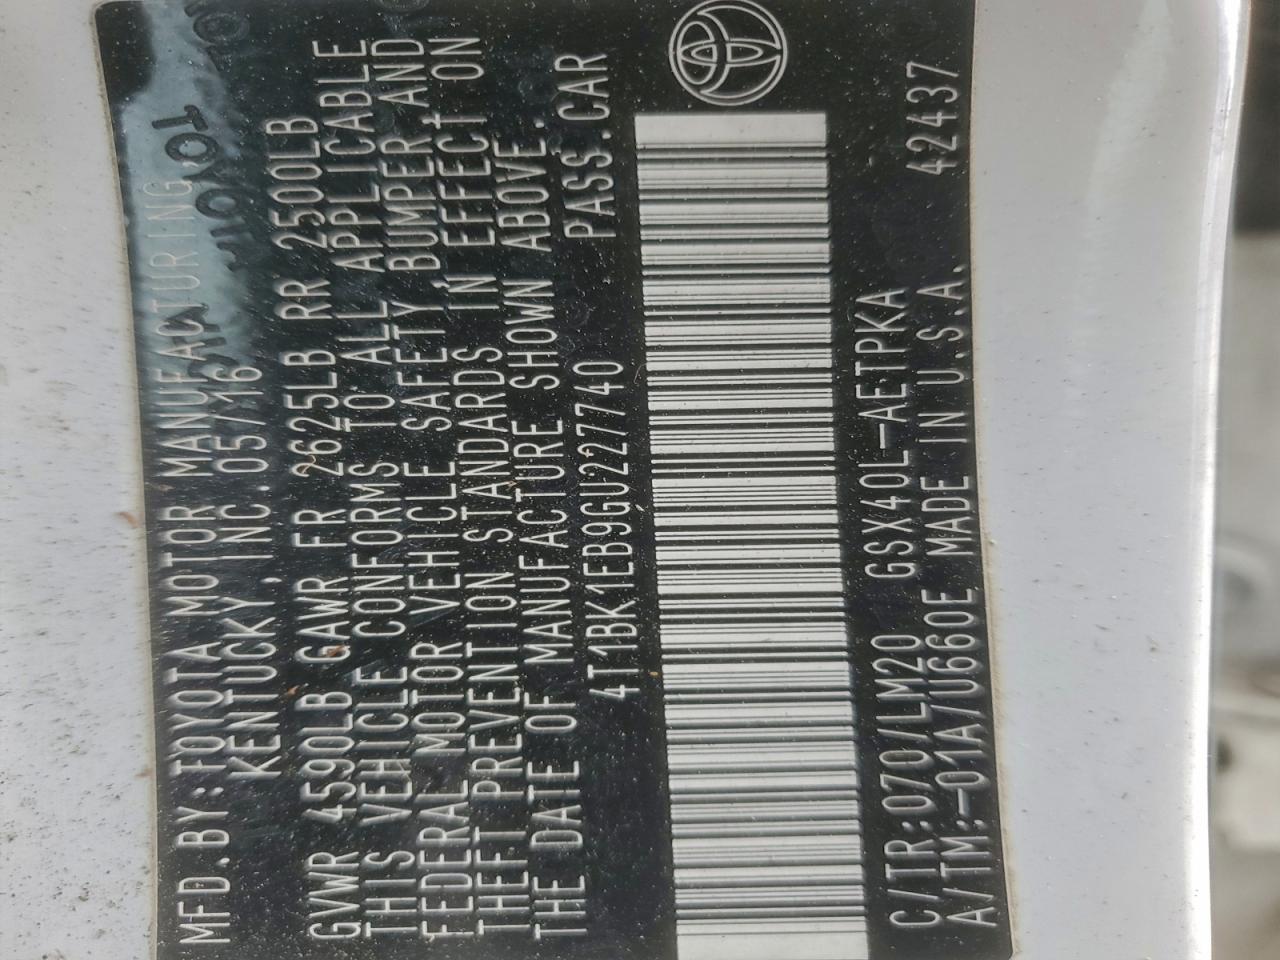 MFD.BY:TOYOTA MOTOR MANUFACTURING
KENTUCKY, INC. 05/16
GVWR 4590LB GAWR FR 2625LB RR 2500LB
THIS VEHICLE CONFORMS TO ALL APPLICABLE
FEDERAL MOTOR VEHICLE SAFETY, BUMPER, AND
THEFT PREVENTION STANDARDS IN EFFECT ON
THE DATE OF MANUFACTURE SHOWN ABOVE.
4T1BK1EB9GU227740 PASS.CAR
C/TR:070/LM20 GSX40L-AETPKA
A/TM:-01A/U660E MADE IN U.S.A. 42437